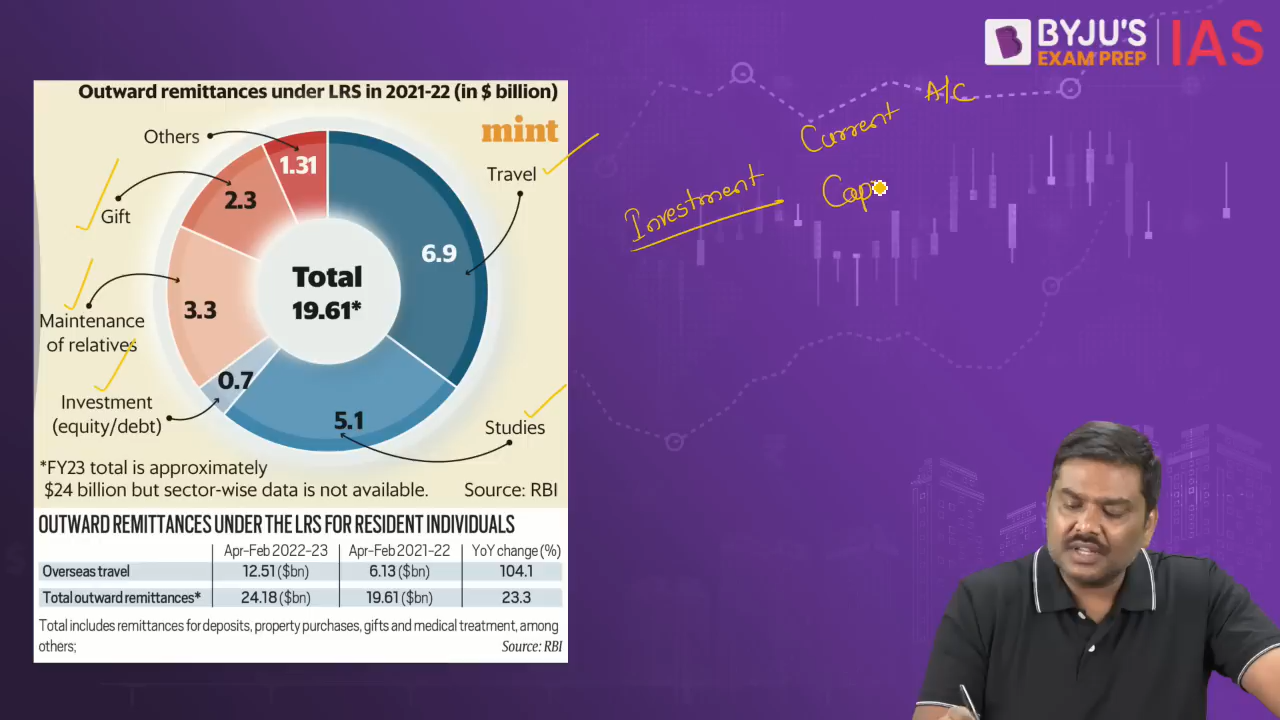 BYJU'S
EXAM PREP
IAS
Outward remittances under LRS in 2021-22 (in $ billion)
mint
Others
1.31
Travel
Gift
2.3
6.9
Total
19.61*
Maintenance
of relatives
3.3
Investment
(equity/debt)
0.7
5.1
Studies
*FY23 total is approximately
$24 billion but sector-wise data is not available. Source: RBI
OUTWARD REMITTANCES UNDER THE LRS FOR RESIDENT INDIVIDUALS
Apr-Feb 2022-23 Apr-Feb 2021-22 YoY change (%)
Overseas travel 12.51 ($bn) 6.13 ($bn) 104.1
Total outward remittances* 24.18 ($bn) 19.61 ($bn) 23.3
Total includes remittances for deposits, property purchases, gifts and medical treatment, among
others; Source: RBI
Current A/C
Investment
Cap